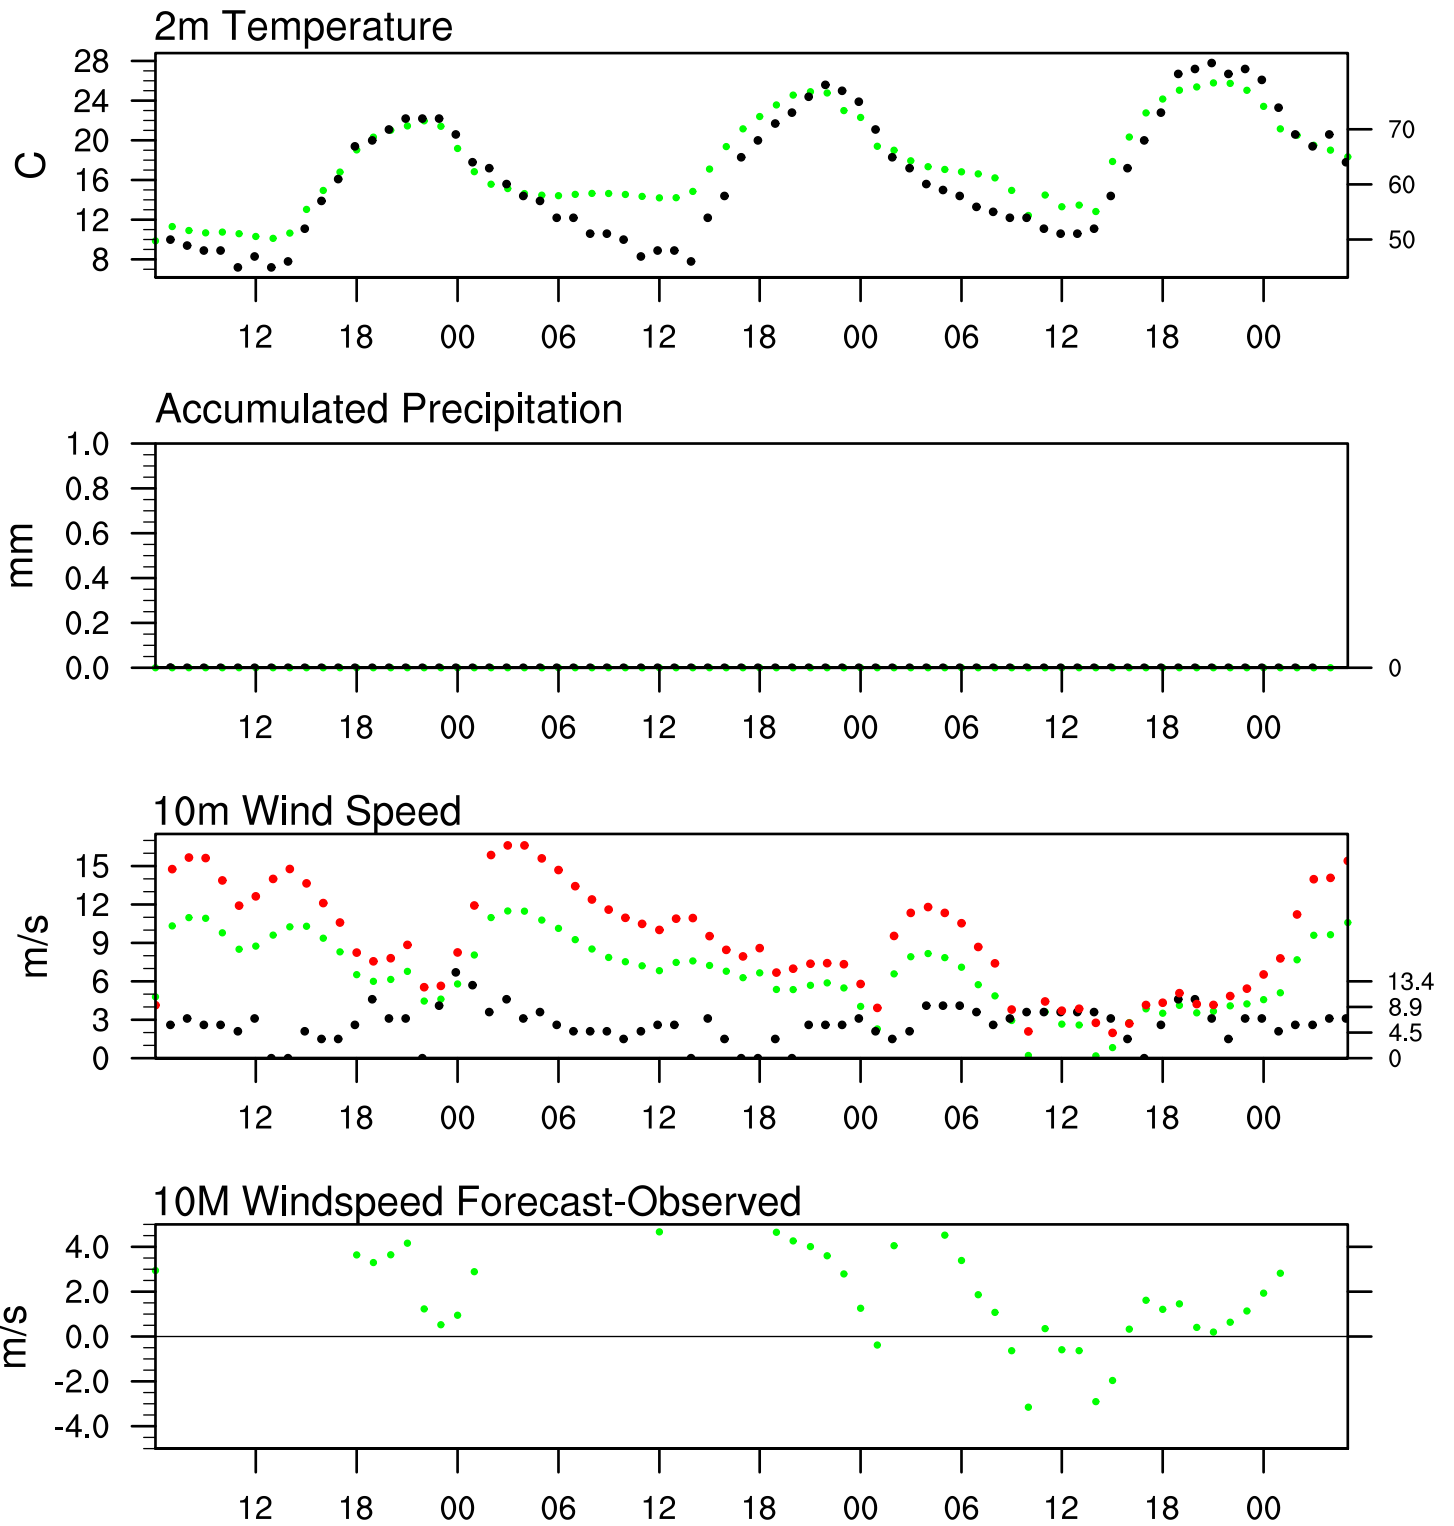 2m Temperature
28
24
20
16
12
8
C
70
60
50
12 18 00 06 12 18 00 06 12 18 00
Accumulated Precipitation
1.0
0.8
0.6
0.4
0.2
0.0
mm
0
12 18 00 06 12 18 00 06 12 18 00
10m Wind Speed
15
12
9
6
3
0
m/s
13.4
8.9
4.5
0
12 18 00 06 12 18 00 06 12 18 00
10M Windspeed Forecast-Observed
4.0
2.0
0.0
-2.0
-4.0
m/s
12 18 00 06 12 18 00 06 12 18 00